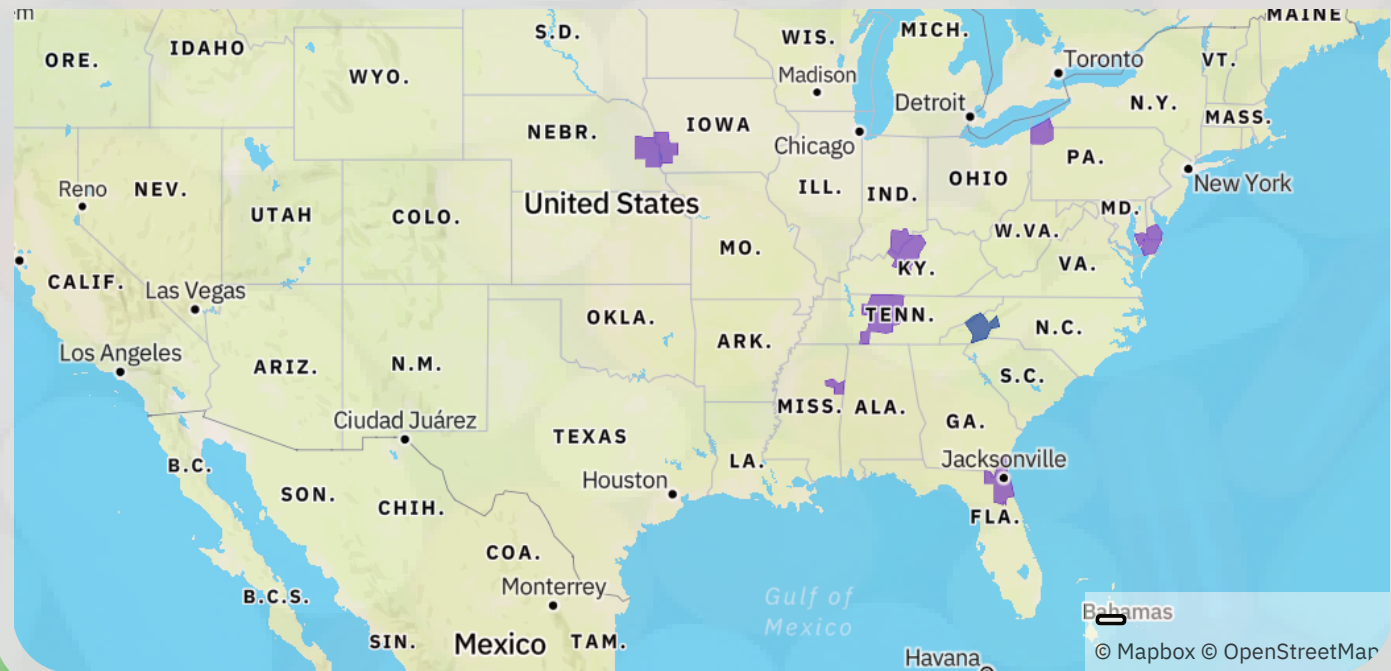 MAINE
ORE.
IDAHO
WYO.
S.D.
WIS.
MICH.
Toronto
VT.
Madison
Detroit
N.Y.
MASS.
NEBR.
IOWA
Chicago
PA.
Reno
NEV.
UTAH
COLO.
United States
ILL.
IND.
OHIO
New York
MD.
W.VA.
MO.
KY.
VA.
CALIF.
Las Vegas
OKLA.
ARK.
TENN.
N.C.
Los Angeles
ARIZ.
N.M.
S.C.
Ciudad Juárez
MISS.
ALA.
GA.
TEXAS
LA.
Jacksonville
B.C.
SON.
CHIH.
Houston
FLA.
COA.
Monterrey
B.C.S.
Gulf of
Mexico
Bahamas
SIN.
Mexico
TAM.
Havana
© Mapbox © OpenStreetMap